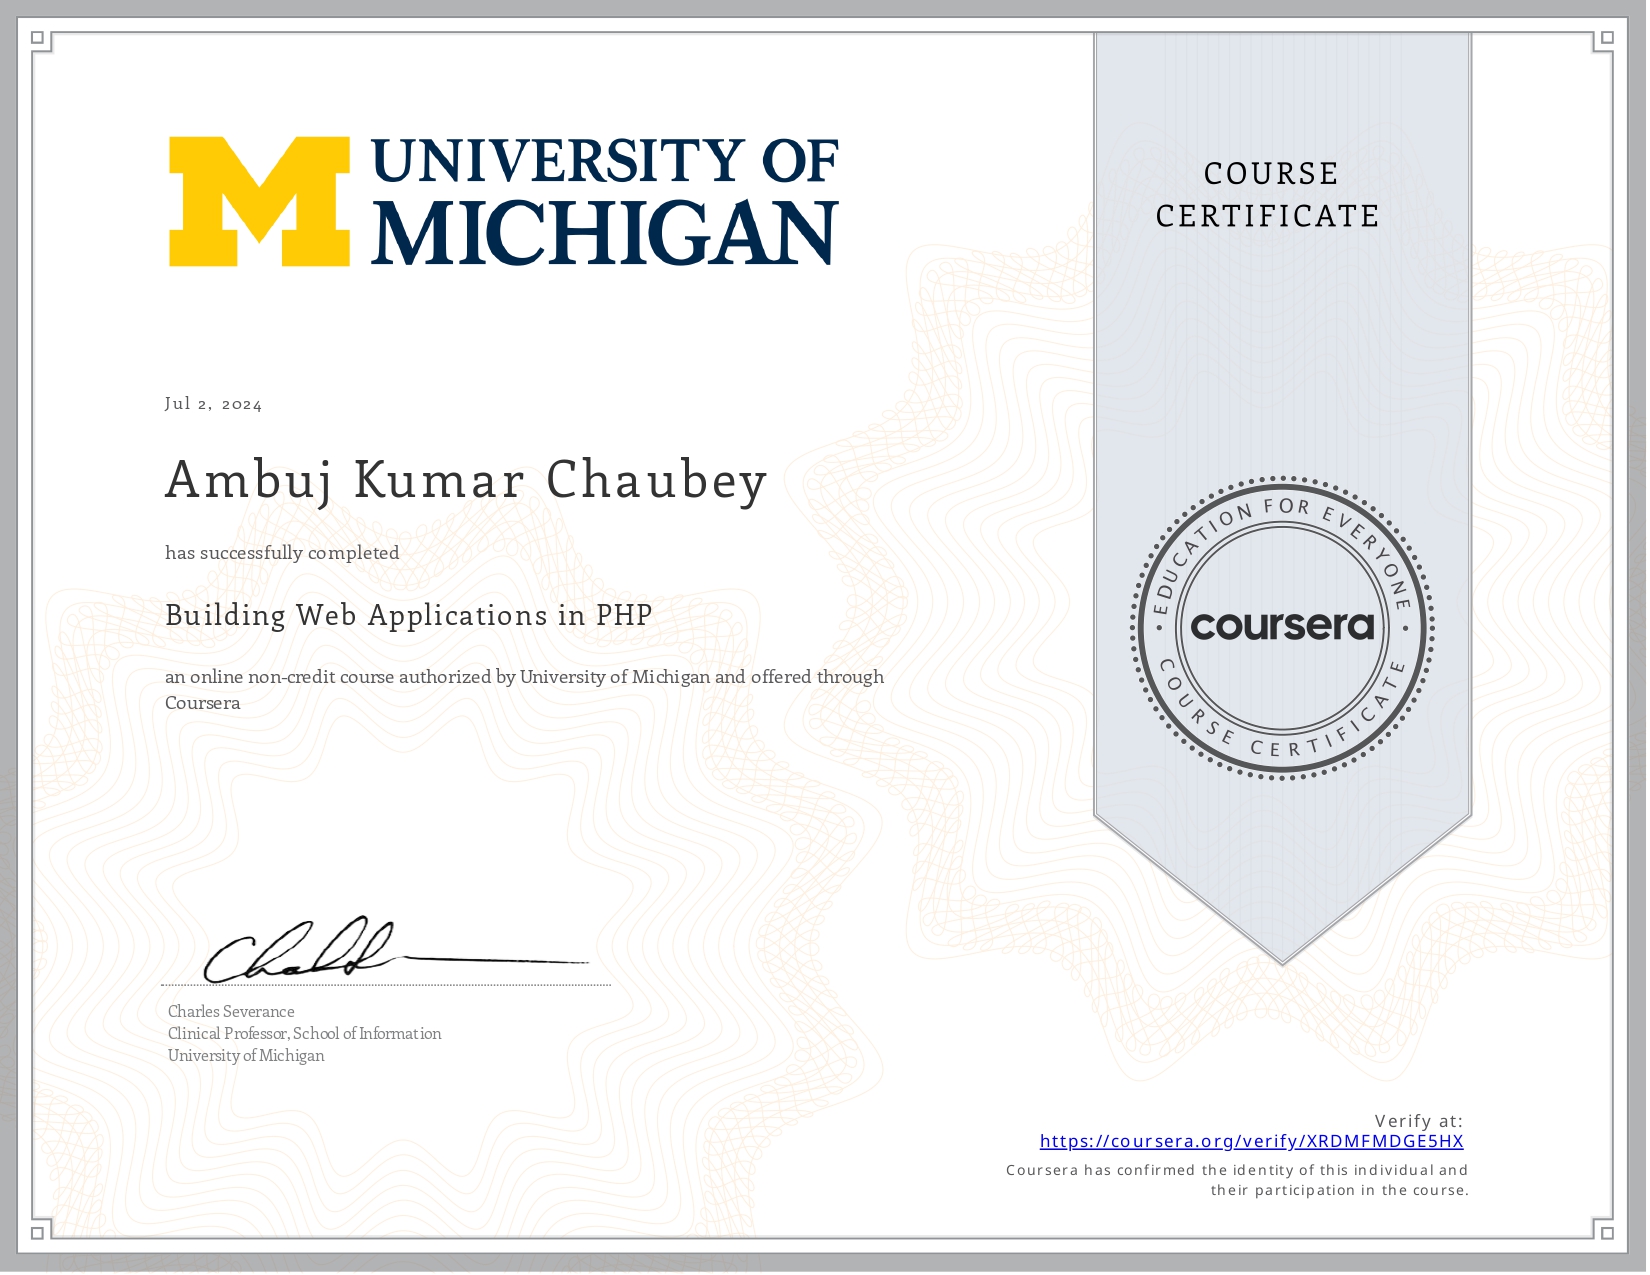 UNIVERSITY OF
MICHIGAN
COURSE
CERTIFICATE
Jul 2, 2024
Ambuj Kumar Chaubey
has successfully completed
Building Web Applications in PHP
an online non-credit course authorized by University of Michigan and offered through
Coursera
EDUCATION FOR EVERYONE
coursera
COURSE CERTIFICATE
Charles Severance
Clinical Professor, School of Information
University of Michigan
Verify at:
https://coursera.org/verify/XRDMFMDGE5HX
Coursera has confirmed the identity of this individual and
their participation in the course.